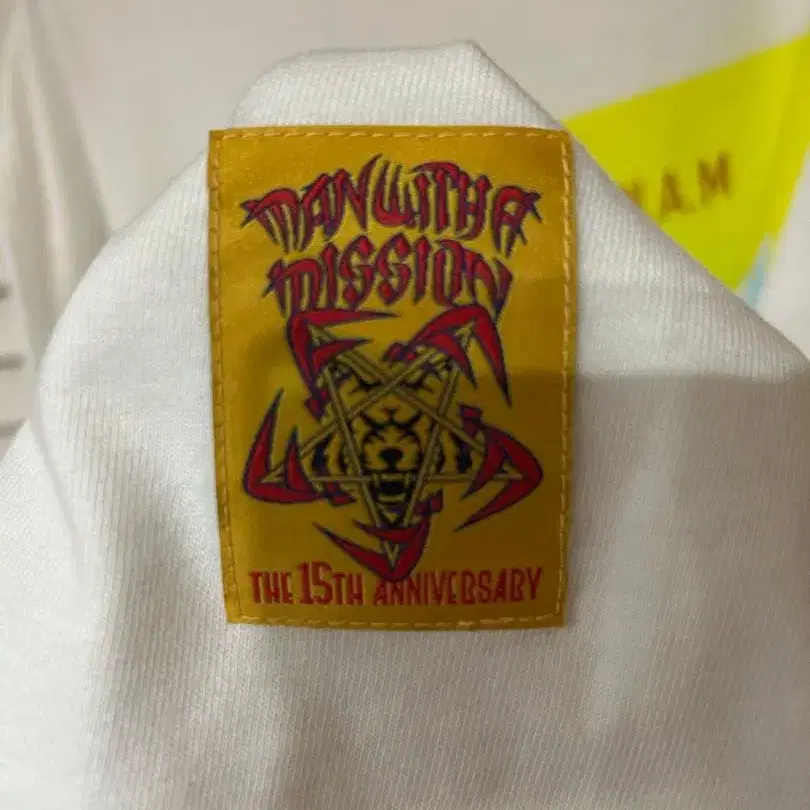 MAN WITH A
MISSION
THE 15TH ANNIVERSARY